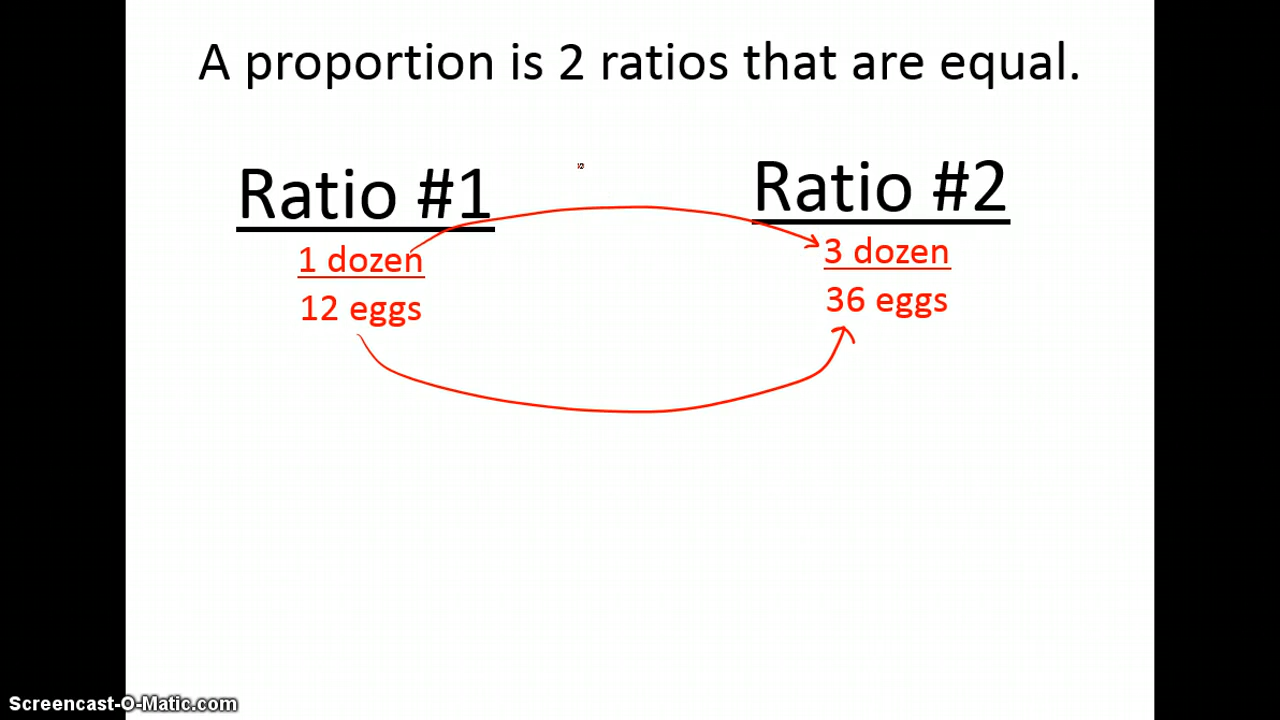 A proportion is 2 ratios that are equal.
Ratio #1
1 dozen
12 eggs
Ratio #2
3 dozen
36 eggs
Screencast-O-Matic.com